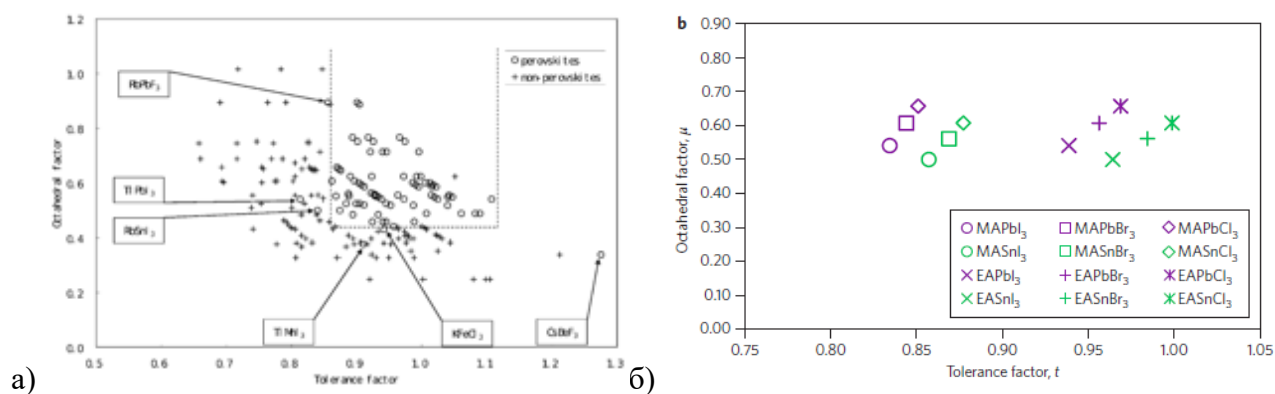 1.2
1.0
0.8
0.6
0.4
0.2
0.0
0.5 0.6 0.7 0.8 0.9 1.0 1.1 1.2 1.3
Octahedral factor
Tolerance factor
perovskites
non-perovskites
RbPbF3
TlPbI3
RbSnI3
TlMnI3
KFeCl3
а)
b
0.90
0.80
0.70
0.60
0.50
0.40
0.30
0.20
0.10
0.00
0.75 0.80 0.85 0.90 0.95 1.00 1.05
Octahedral factor, μ
Tolerance factor, t
MAPbI3 MAPbBr3 MAPbCl3
MASnI3 MASnBr3 MASnCl3
EAPbI3 EAPbBr3 EAPbCl3
EASnI3 EASnBr3 EASnCl3
б)